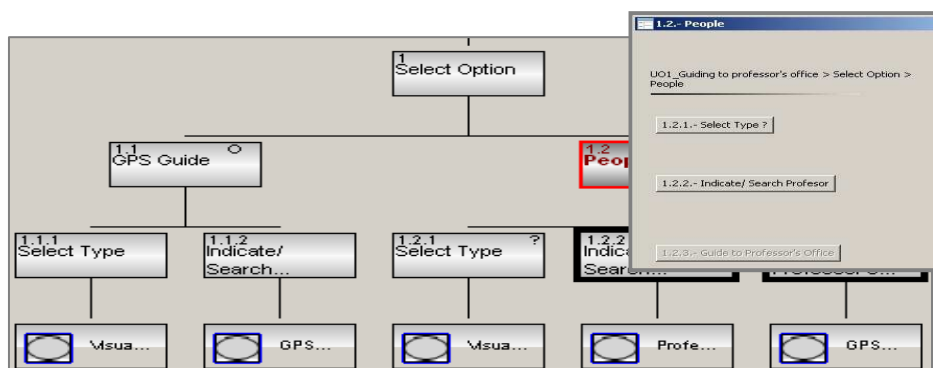 1.2.- People
UO1_Guiding to professor's office > Select Option >
People
1.2.1.- Select Type ?
1.2.2.- Indicate/ Search Profesor
1.2.3.- Guide to Professor's Office
1
Select Option
1.1 O
GPS Guide
1.2
1.1.1
Select Type
1.1.2
Indicate/
Search...
1.2.1 ?
Select Type
1.2.2
Search...
Visua...
GPS...
Visua...
Profe...
GPS...